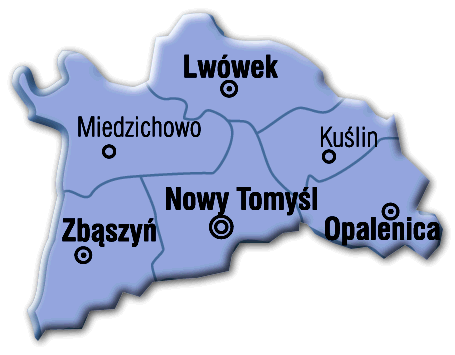 Lwówek
Miedzichowo
Kuślin
Nowy Tomyśl
Zbąszyń
Opalenica